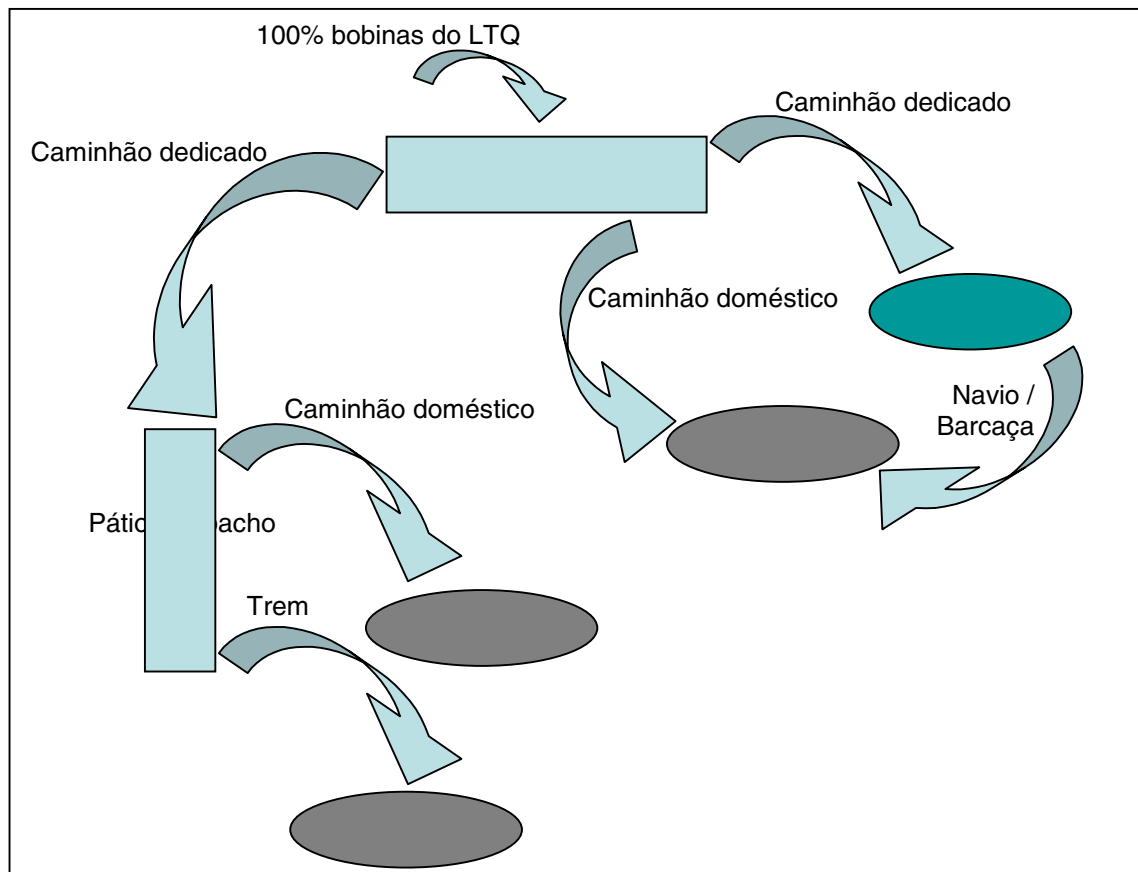 100% bobinas do LTQ
Caminhão dedicado
Caminhão dedicado
Caminhão doméstico
Navio /
Barcaça
Caminhão doméstico
Trem